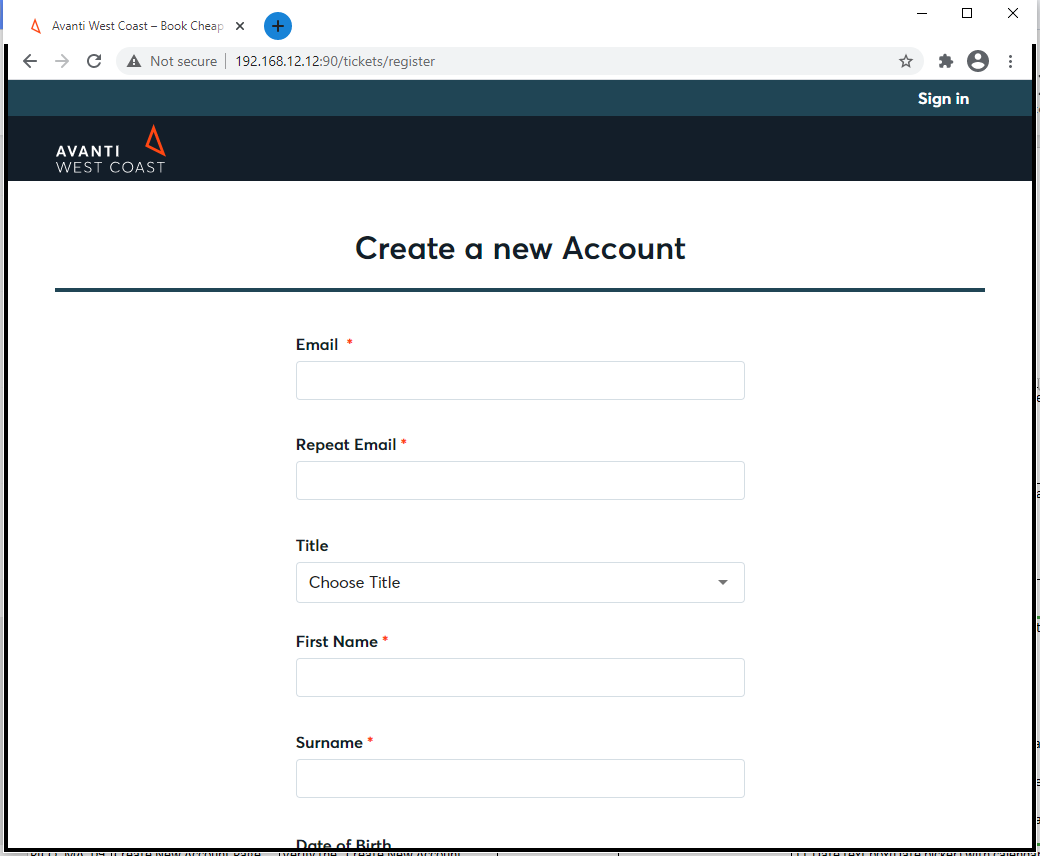 Avanti West Coast – Book Cheap
Not secure | 192.168.12.12:90/tickets/register
Sign in
AVANTI
WEST COAST
Create a new Account
Email *
Repeat Email *
Title
Choose Title
First Name *
Surname *
Date of Birth